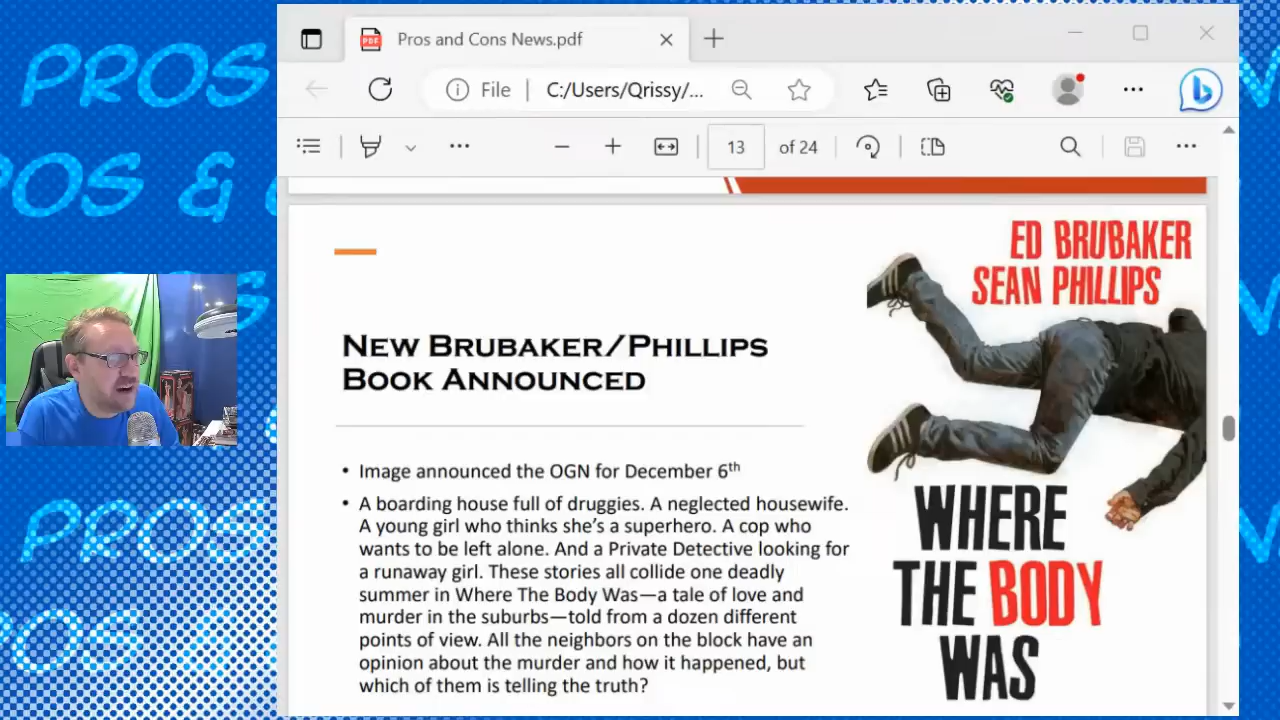 PROS
POS &
PROS
Pros and Cons News.pdf
File
C:/Users/Qrissy/...
13
of 24
ED BRUBAKER
SEAN PHILLIPS
NEW BRUBAKER/PHILLIPS
BOOK ANNOUNCED
• Image announced the OGN for December 6th
• A boarding house full of druggies. A neglected housewife.
A young girl who thinks she's a superhero. A cop who
wants to be left alone. And a Private Detective looking for
a runaway girl. These stories all collide one deadly
summer in Where The Body Was—a tale of love and
murder in the suburbs—told from a dozen different
points of view. All the neighbors on the block have an
opinion about the murder and how it happened, but
which of them is telling the truth?
WHERE
THE BODY
WAS